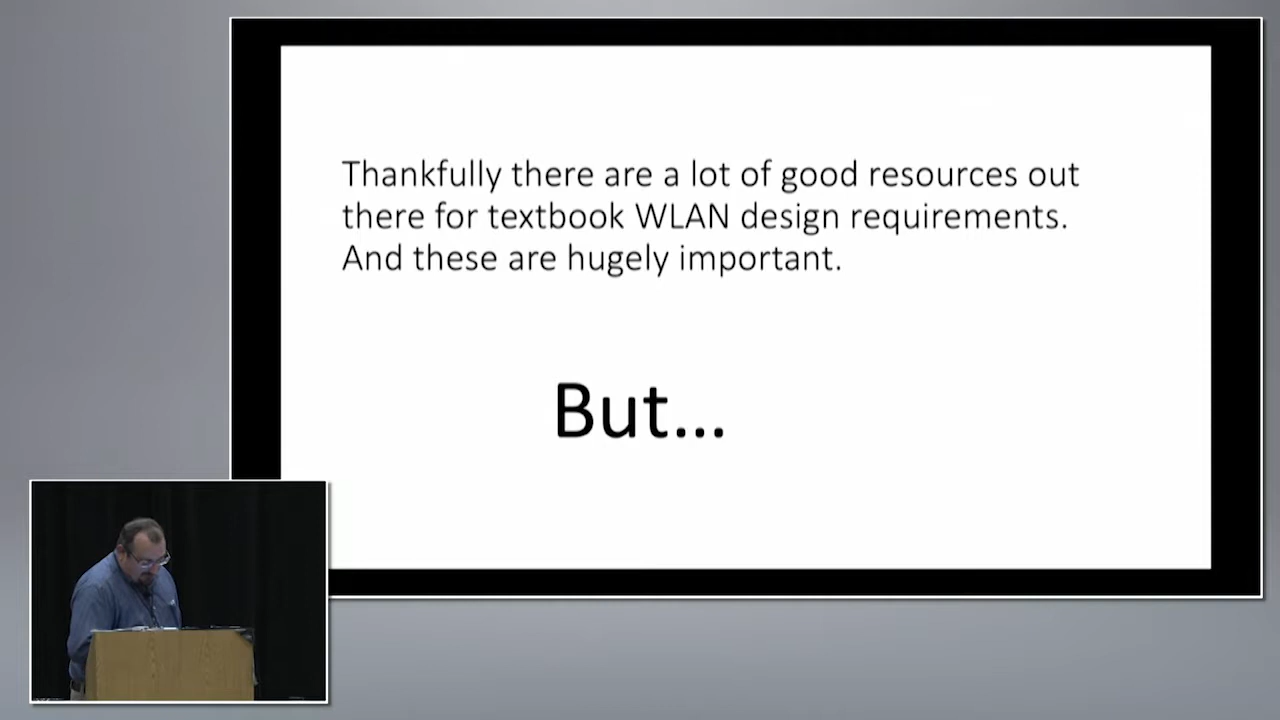 Thankfully there are a lot of good resources out
there for textbook WLAN design requirements.
And these are hugely important.
But...